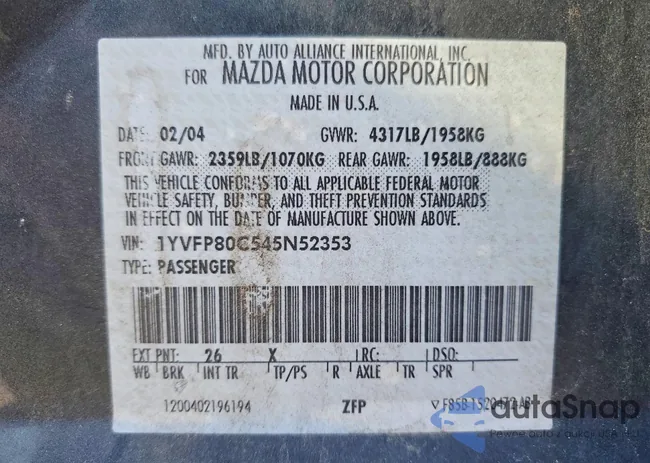 MFD. BY AUTO ALLIANCE INTERNATIONAL, INC.
FOR MAZDA MOTOR CORPORATION
MADE IN U.S.A.
DATE: 02/04 GVWR: 4317LB/1958KG
FRONT GAWR: 2359LB/1070KG REAR GAWR: 1958LB/888KG
THIS VEHICLE CONFORMS TO ALL APPLICABLE FEDERAL MOTOR
VEHICLE SAFETY, BUMPER, AND THEFT PREVENTION STANDARDS
IN EFFECT ON THE DATE OF MANUFACTURE SHOWN ABOVE.
VIN: 1YVFP80C545N52353
TYPE: PASSENGER
EXT PNT: 26 X RC: DSO:
WB BRK INT TR TP/PS R AXLE TR SPR
1200402196194 ZFP
autoSnap